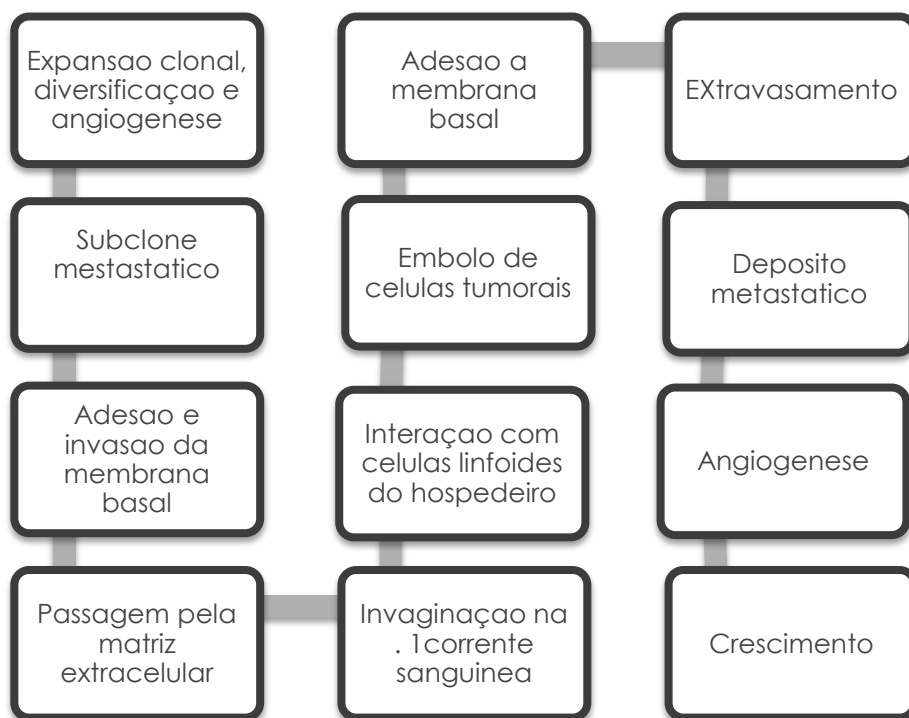 Expansao clonal,
diversificaçao e
angiogenese
Subclone
mestastatico
Adesao e
invasao da
membrana
basal
Passagem pela
matriz
extracelular
Invaginaçao na
. 1corrente
sanguinea
Interaçao com
celulas linfoides
do hospedeiro
Embolo de
celulas tumorais
Adesao a
membrana
basal
EXtravasamento
Deposito
metastatico
Angiogenese
Crescimento